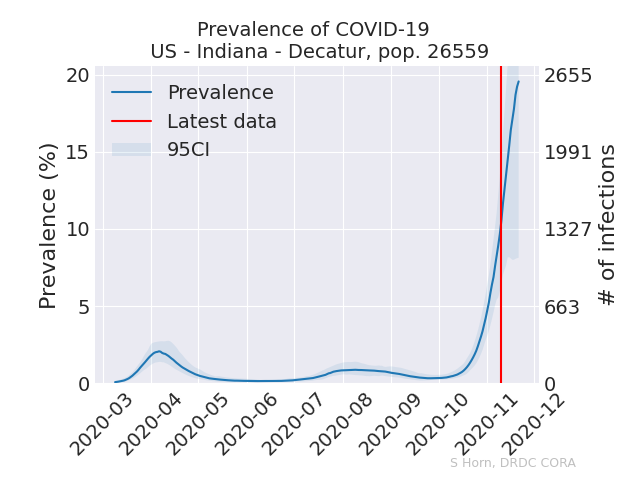 Prevalence of COVID-19
US - Indiana - Decatur, pop. 26559
Prevalence
Latest data
95CI
Prevalence (%)
20
15
10
5
0
2655
1991
1327
663
0
# of infections
2020-03
2020-04
2020-05
2020-06
2020-07
2020-08
2020-09
2020-10
2020-11
2020-12
S Horn, DRDC CORA